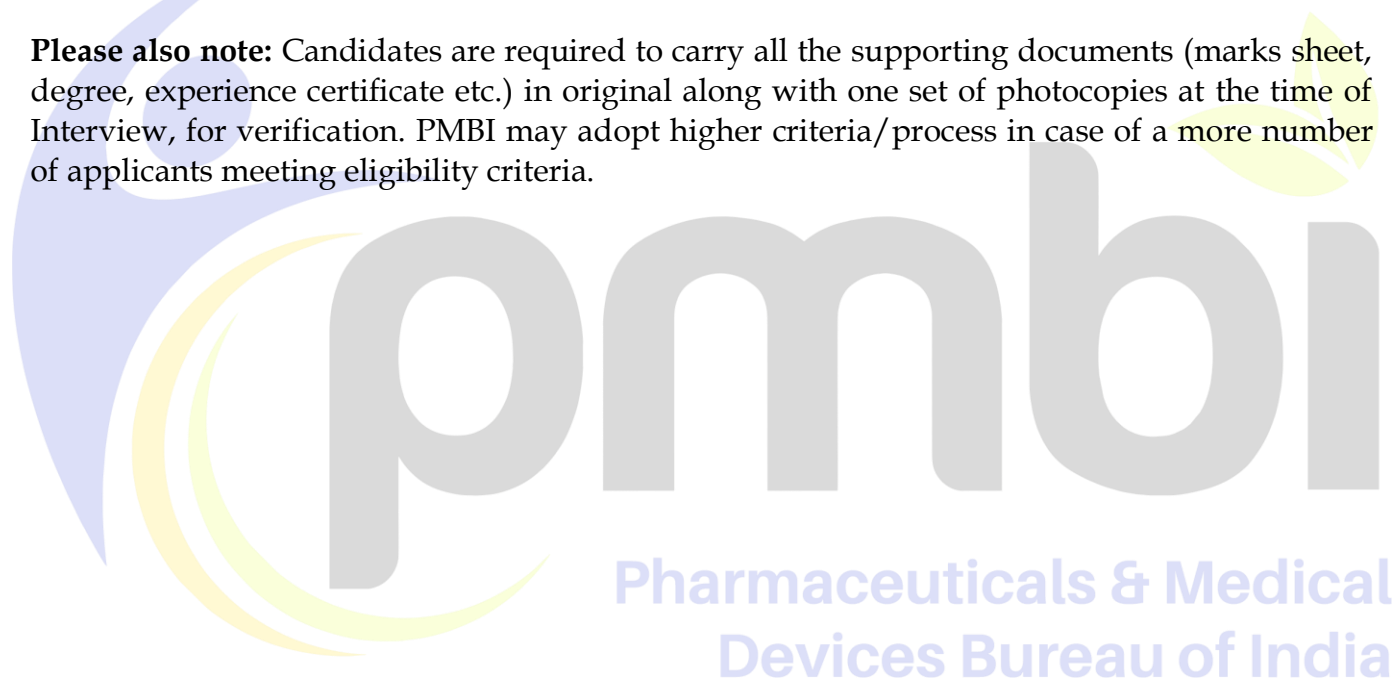 Please also note: Candidates are required to carry all the supporting documents (marks sheet,
degree, experience certificate etc.) in original along with one set of photocopies at the time of
Interview, for verification. PMBI may adopt higher criteria/process in case of a more number
of applicants meeting eligibility criteria.
pmbi
Pharmaceuticals & Medical
Devices Bureau of India